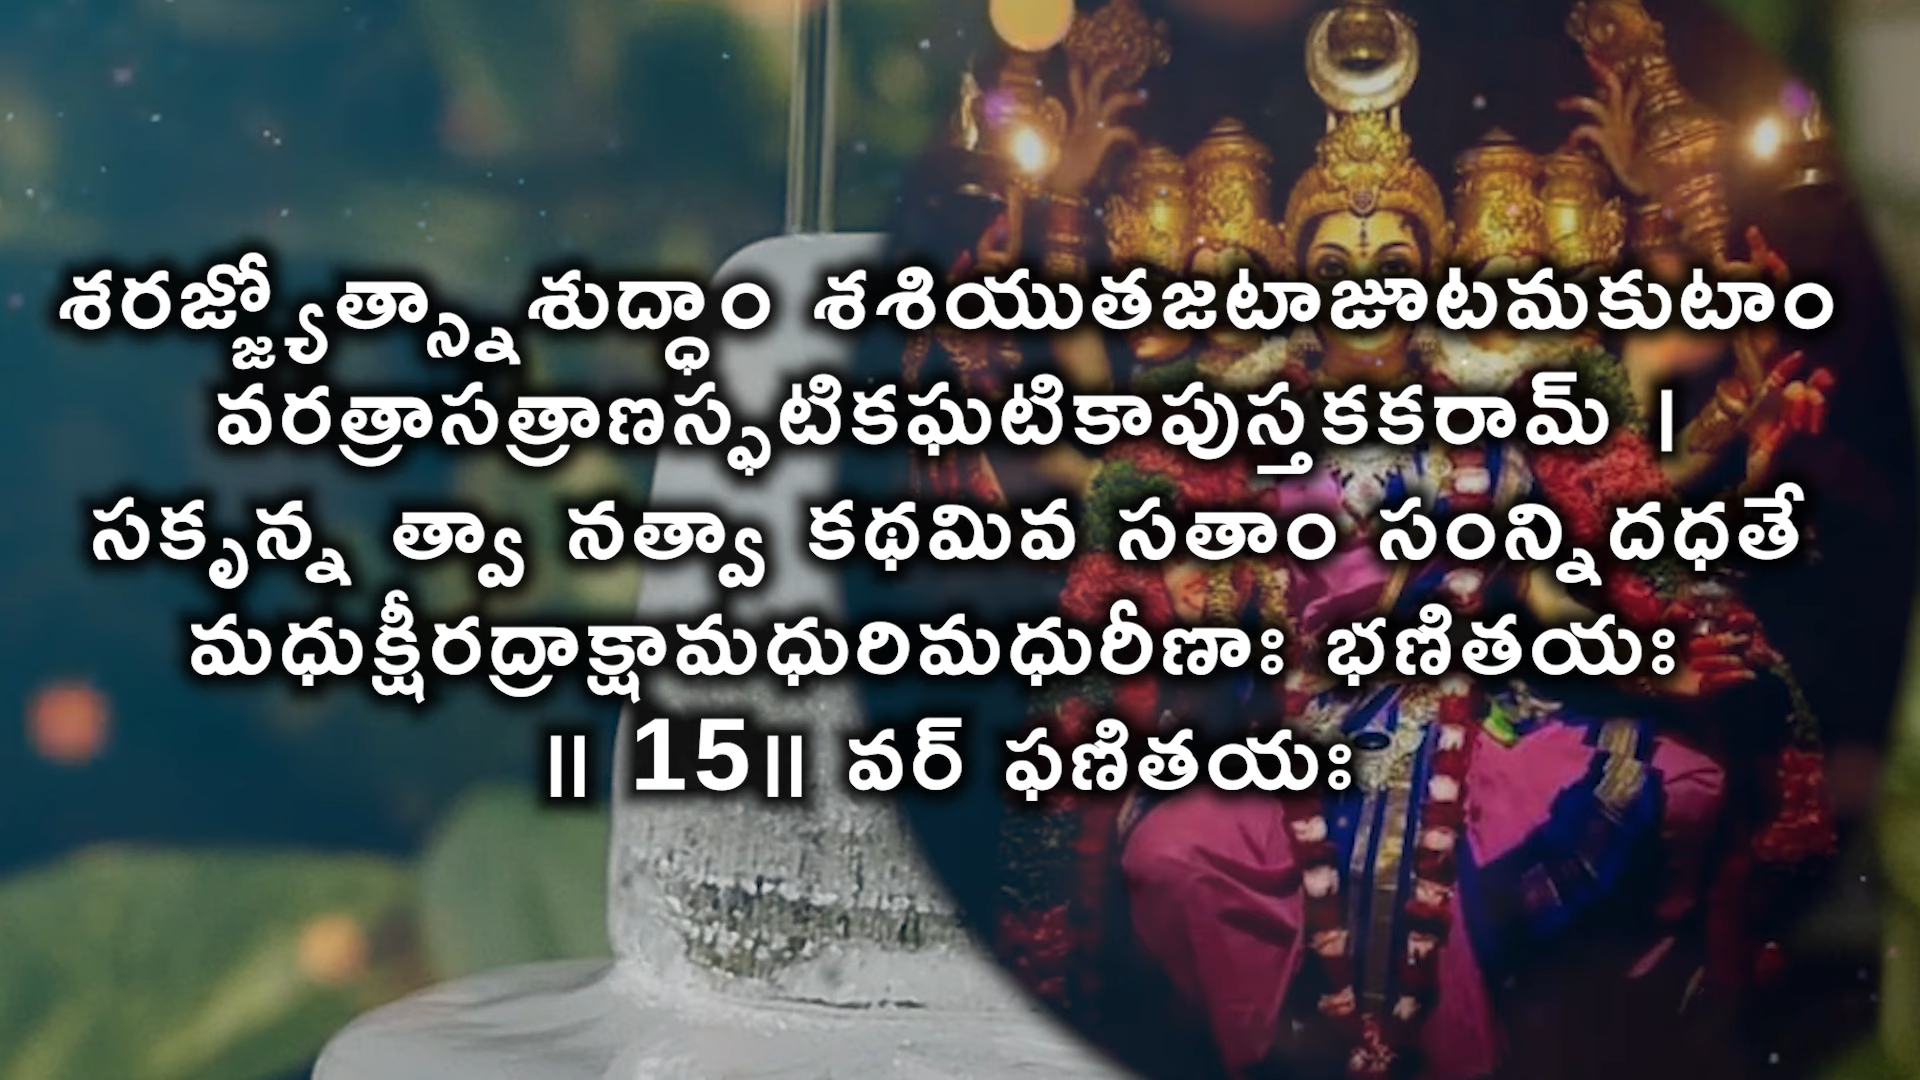 శరజ్జ్యోత్స్నాశుద్ధాం శశియుతజటాజూటమకుటాం
వరత్రాసత్రాణస్ఫటికఘటికాపుస్తకకరామ్ ।
సకృన్న త్వా నత్వా కథమివ సతాం సంన్నిదధతే
మధుక్షీరద్రాక్షామధురిమధురీణాః భణితయః
॥ 15॥ వర్ ఫణితయః